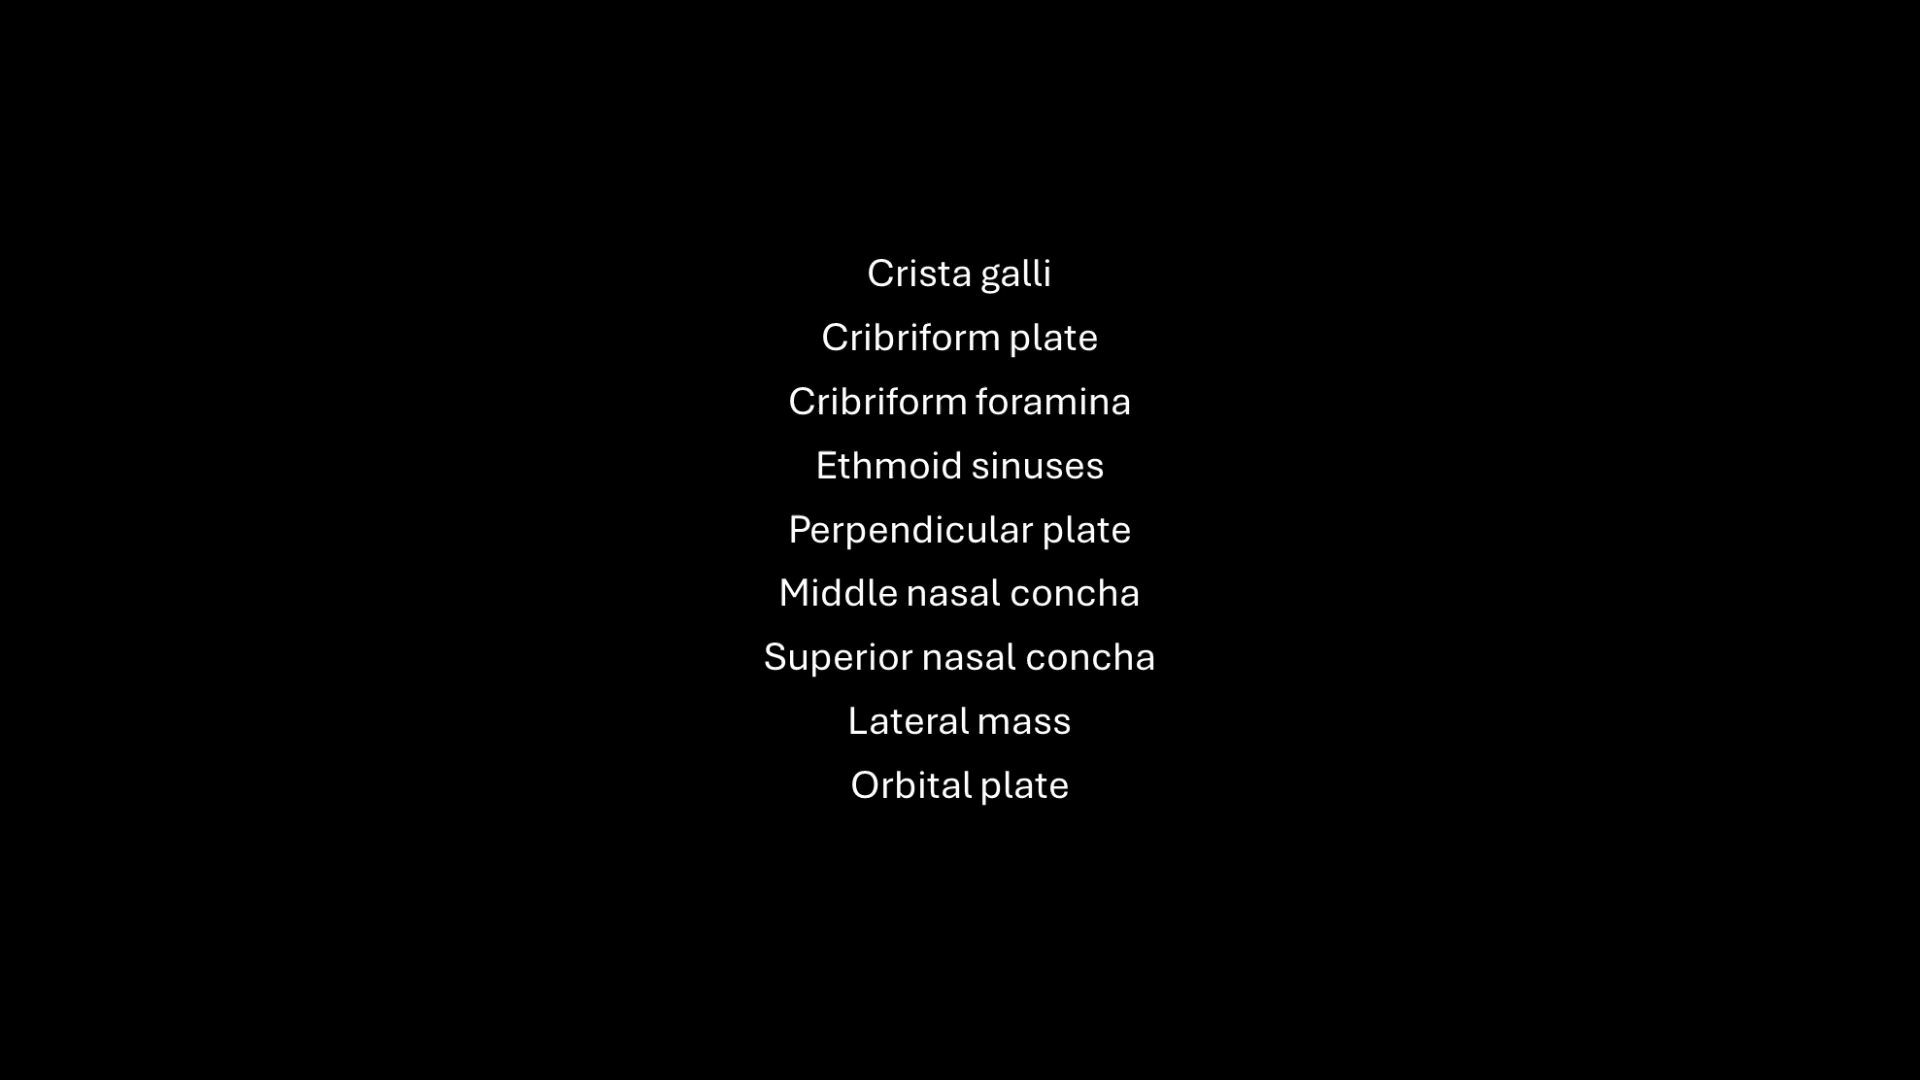 Crista galli
Cribriform plate
Cribriform foramina
Ethmoid sinuses
Perpendicular plate
Middle nasal concha
Superior nasal concha
Lateral mass
Orbital plate